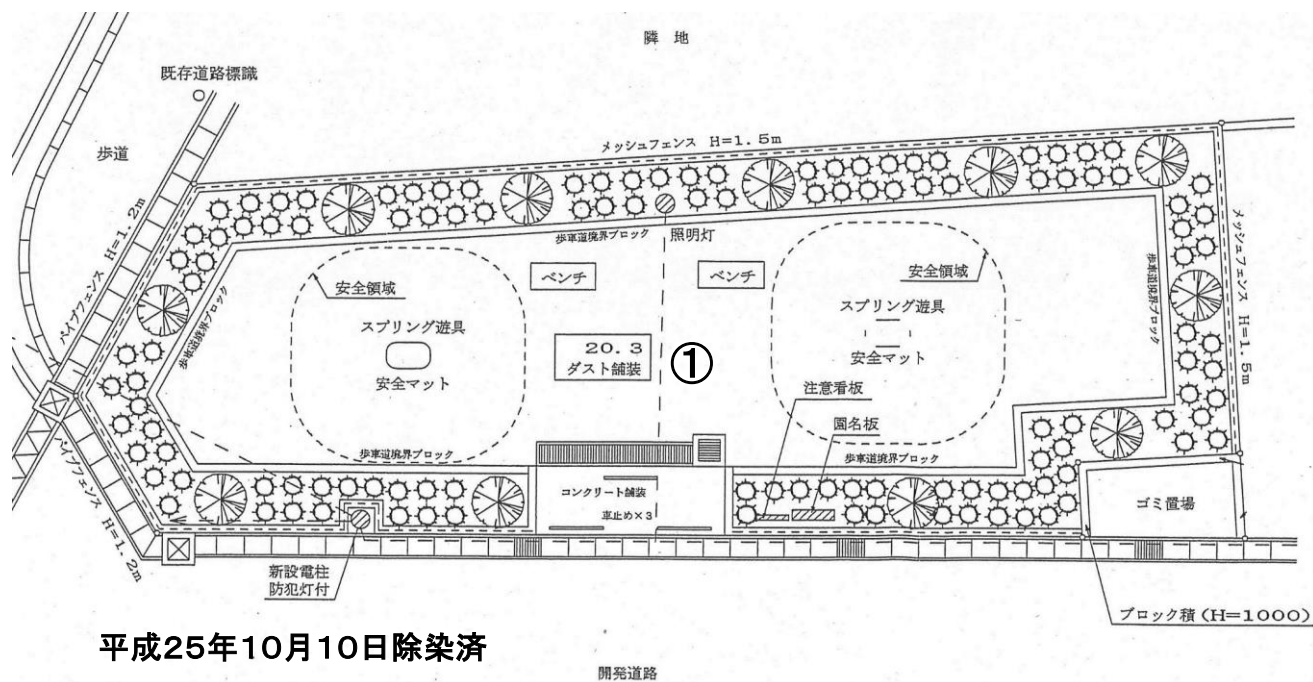 隣 地
既存道路標識
歩道
メッシュフェンス H=1.5m
パイプフェンス H=1.2m
歩車道境界ブロック
照明灯
メッシュフェンス H=1.5m
歩車道境界ブロック
歩車道境界ブロック
安全領域
ベンチ
ベンチ
安全領域
スプリング遊具
安全マット
20.3
ダスト舗装
①
スプリング遊具
安全マット
注意看板
園名板
歩車道境界ブロック
歩車道境界ブロック
パイプフェンス H=1.2m
コンクリート舗装
車止め×3
ゴミ置場
新設電柱
防犯灯付
ブロック積(H=1000)
平成25年10月10日除染済
開発道路